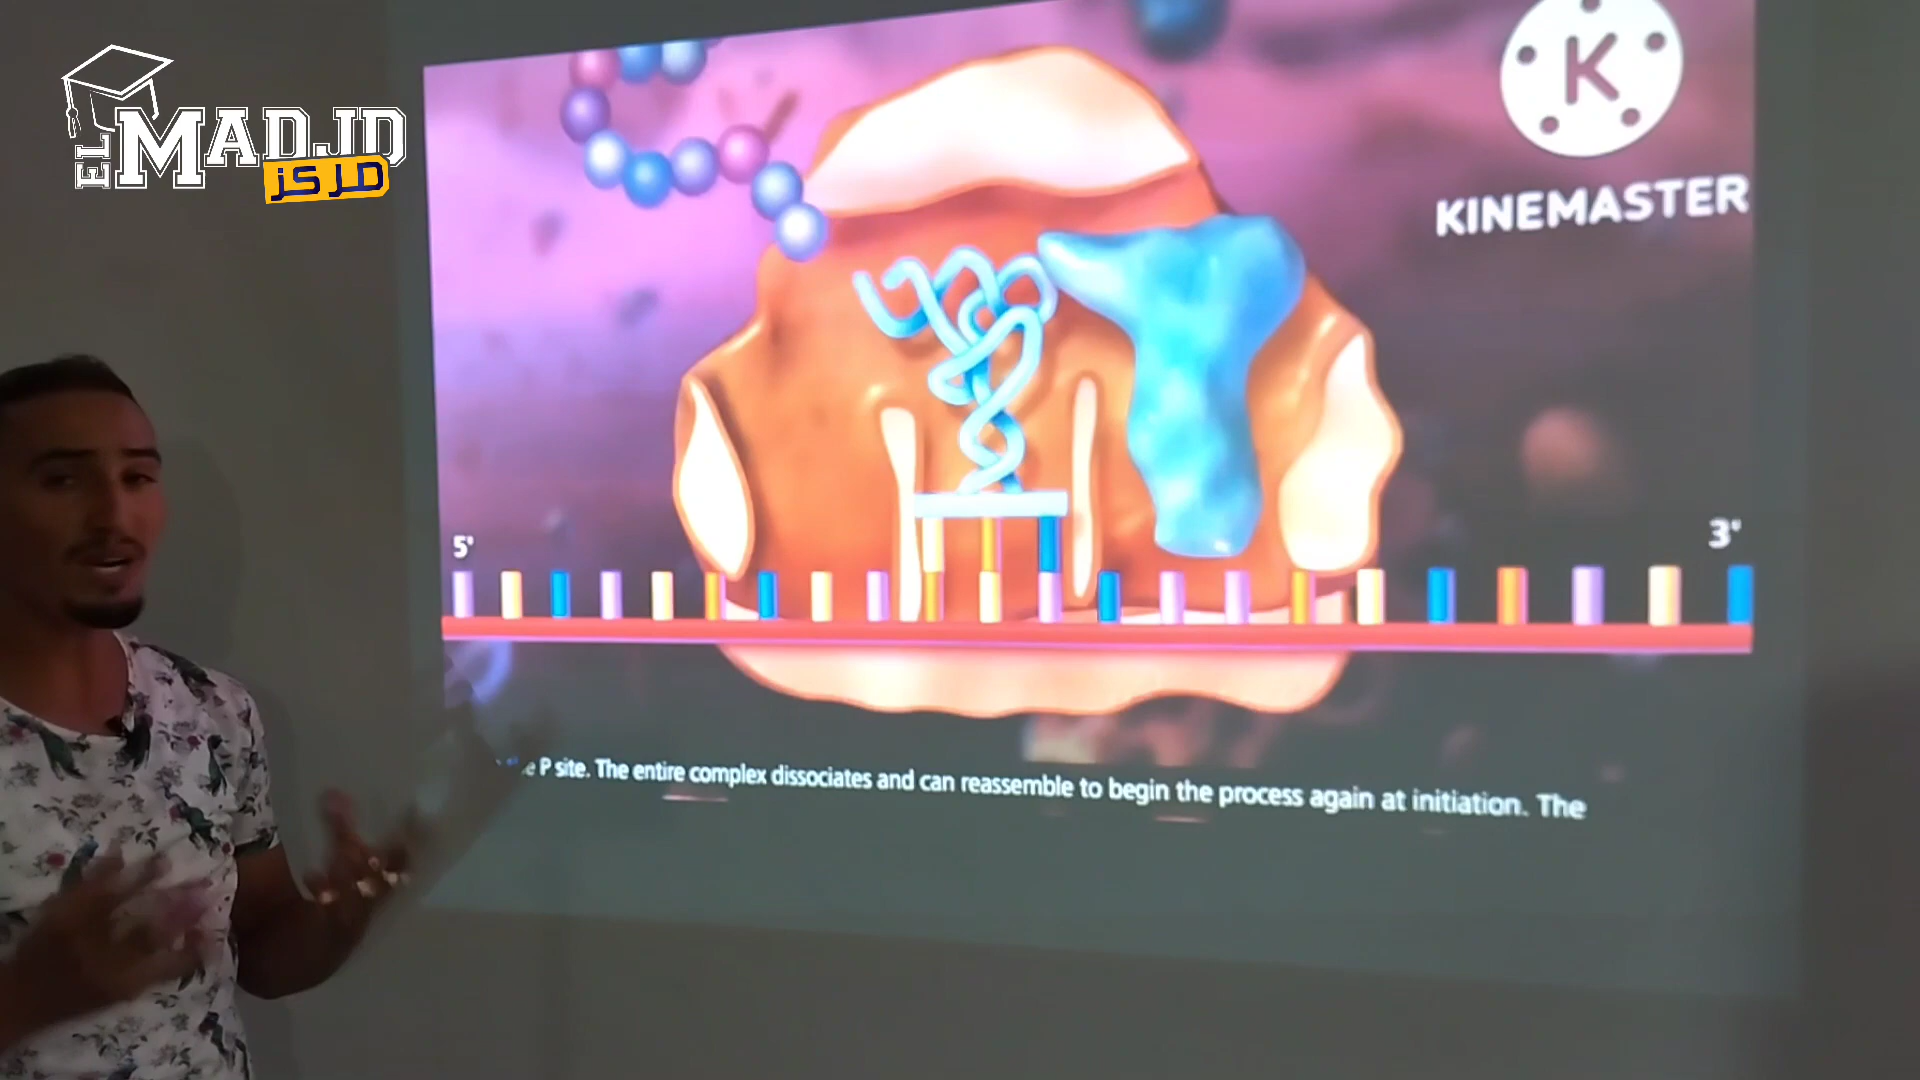 EL MADJD
مركز
K
KINEMASTER
5'
3'
P site. The entire complex dissociates and can reassemble to begin the process again at initiation. The